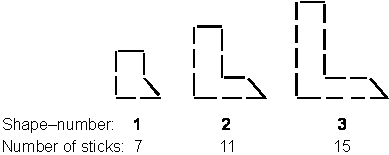 Shape–number: 1 2 3
Number of sticks: 7 11 15